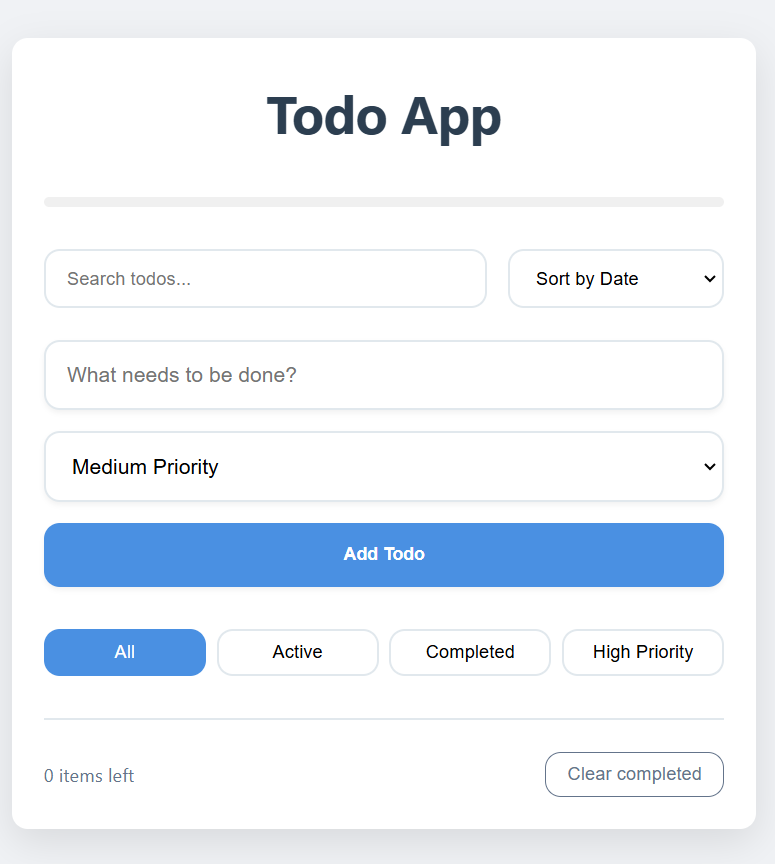 Todo App
Search todos...
Sort by Date
What needs to be done?
Medium Priority
Add Todo
All
Active
Completed
High Priority
0 items left
Clear completed